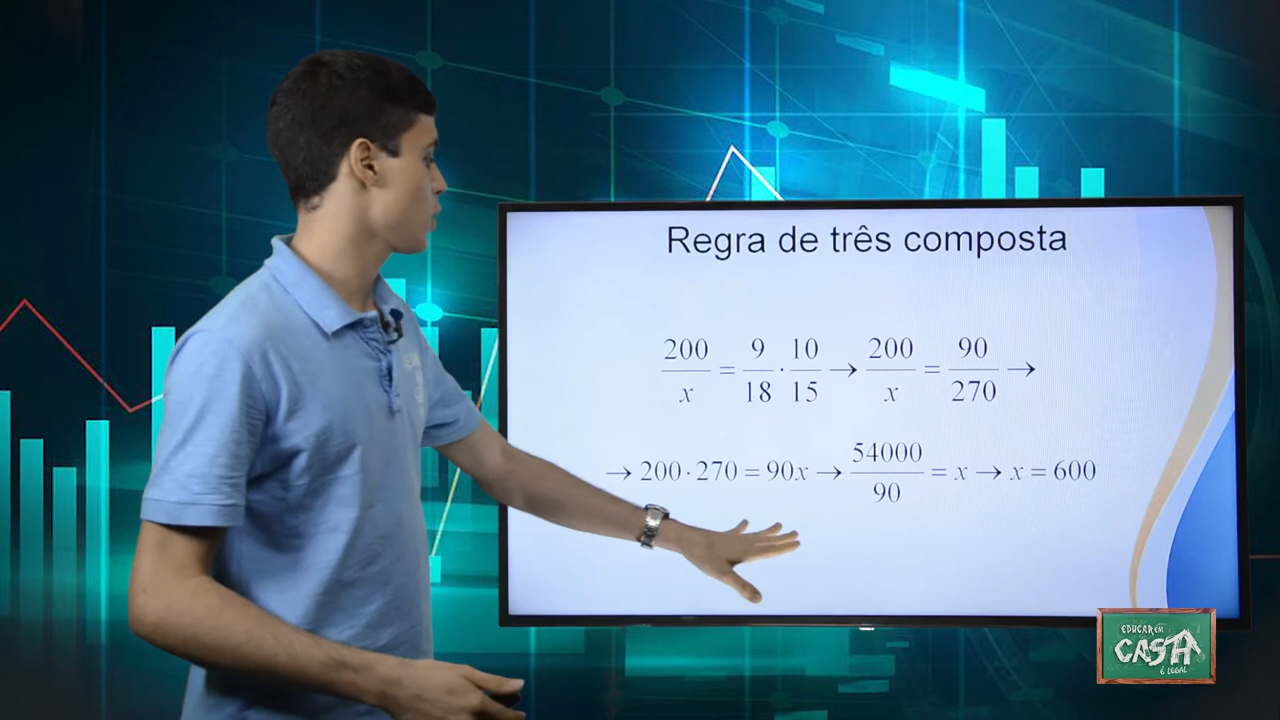 Regra de três composta
200/x = 9/18 · 10/15 → 200/x = 90/270 →
→ 200 · 270 = 90x → 54000/90 = x → x = 600
EDUCAR EM
CASA
É LEGAL